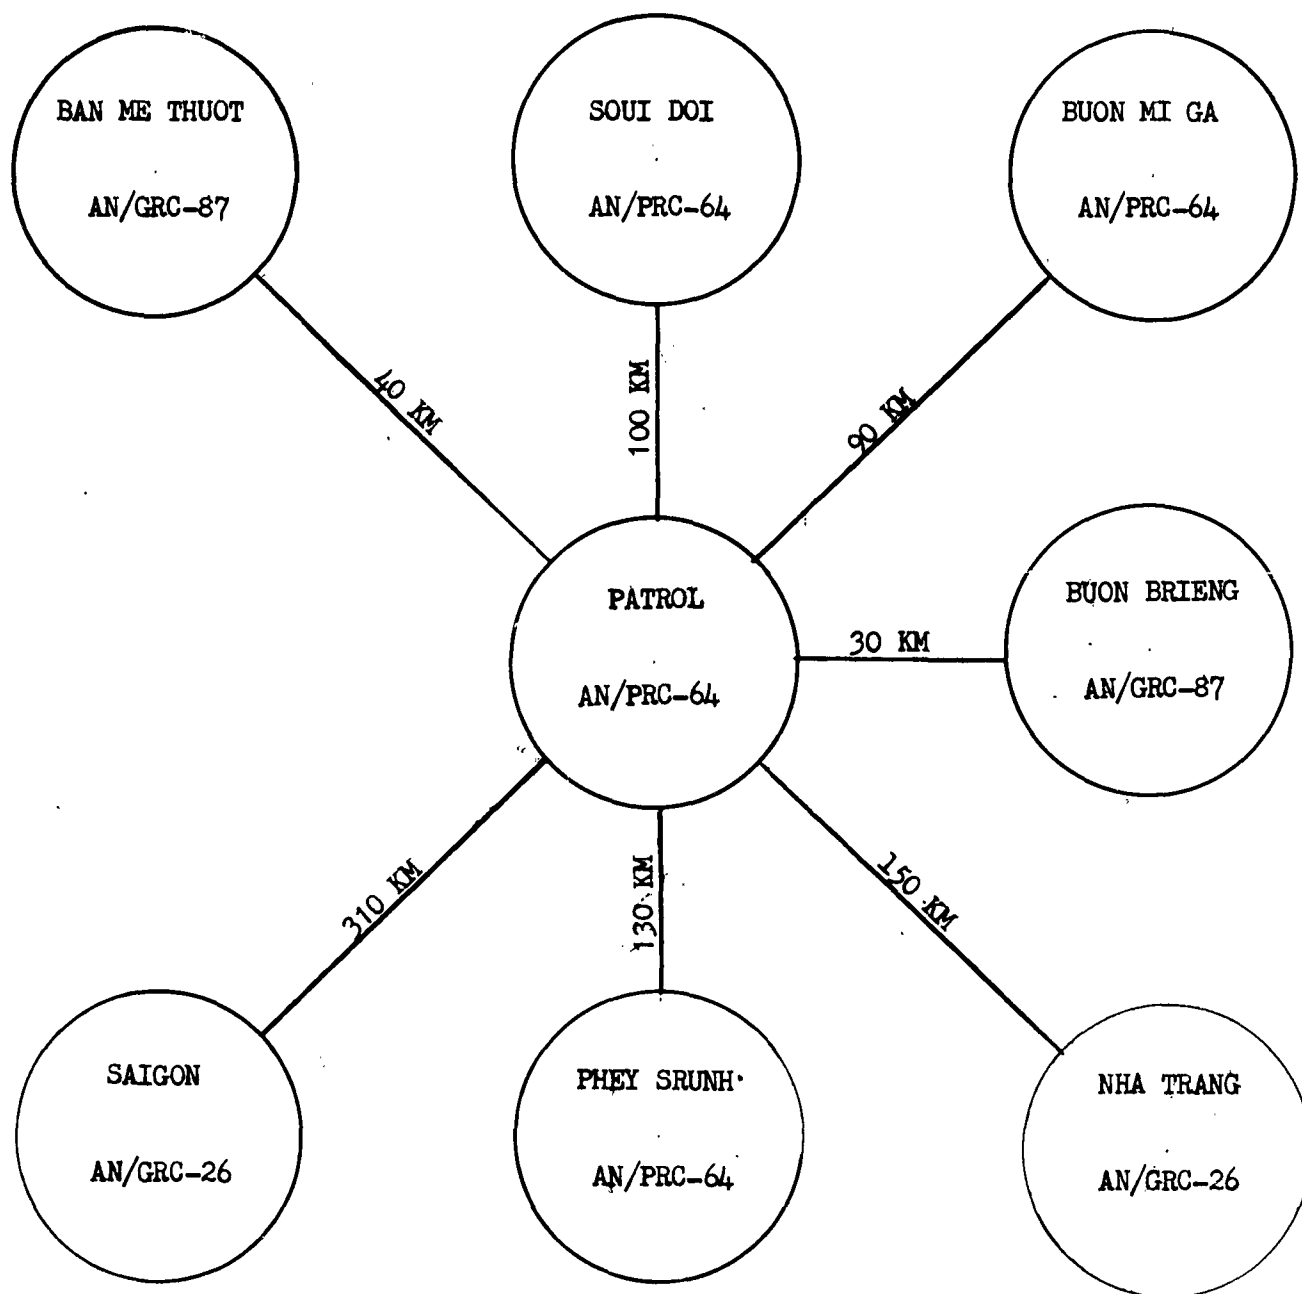 BAN ME THUOT
AN/GRC-87
SOUI DOI
AN/PRC-64
BUON MI GA
AN/PRC-64
40 KM
100 KM
90 KM
PATROL
AN/PRC-64
30 KM
BUON BRIENG
AN/GRC-87
310 KM
130 KM
150 KM
SAIGON
AN/GRC-26
PHEY SRUNH
AN/PRC-64
NHA TRANG
AN/GRC-26